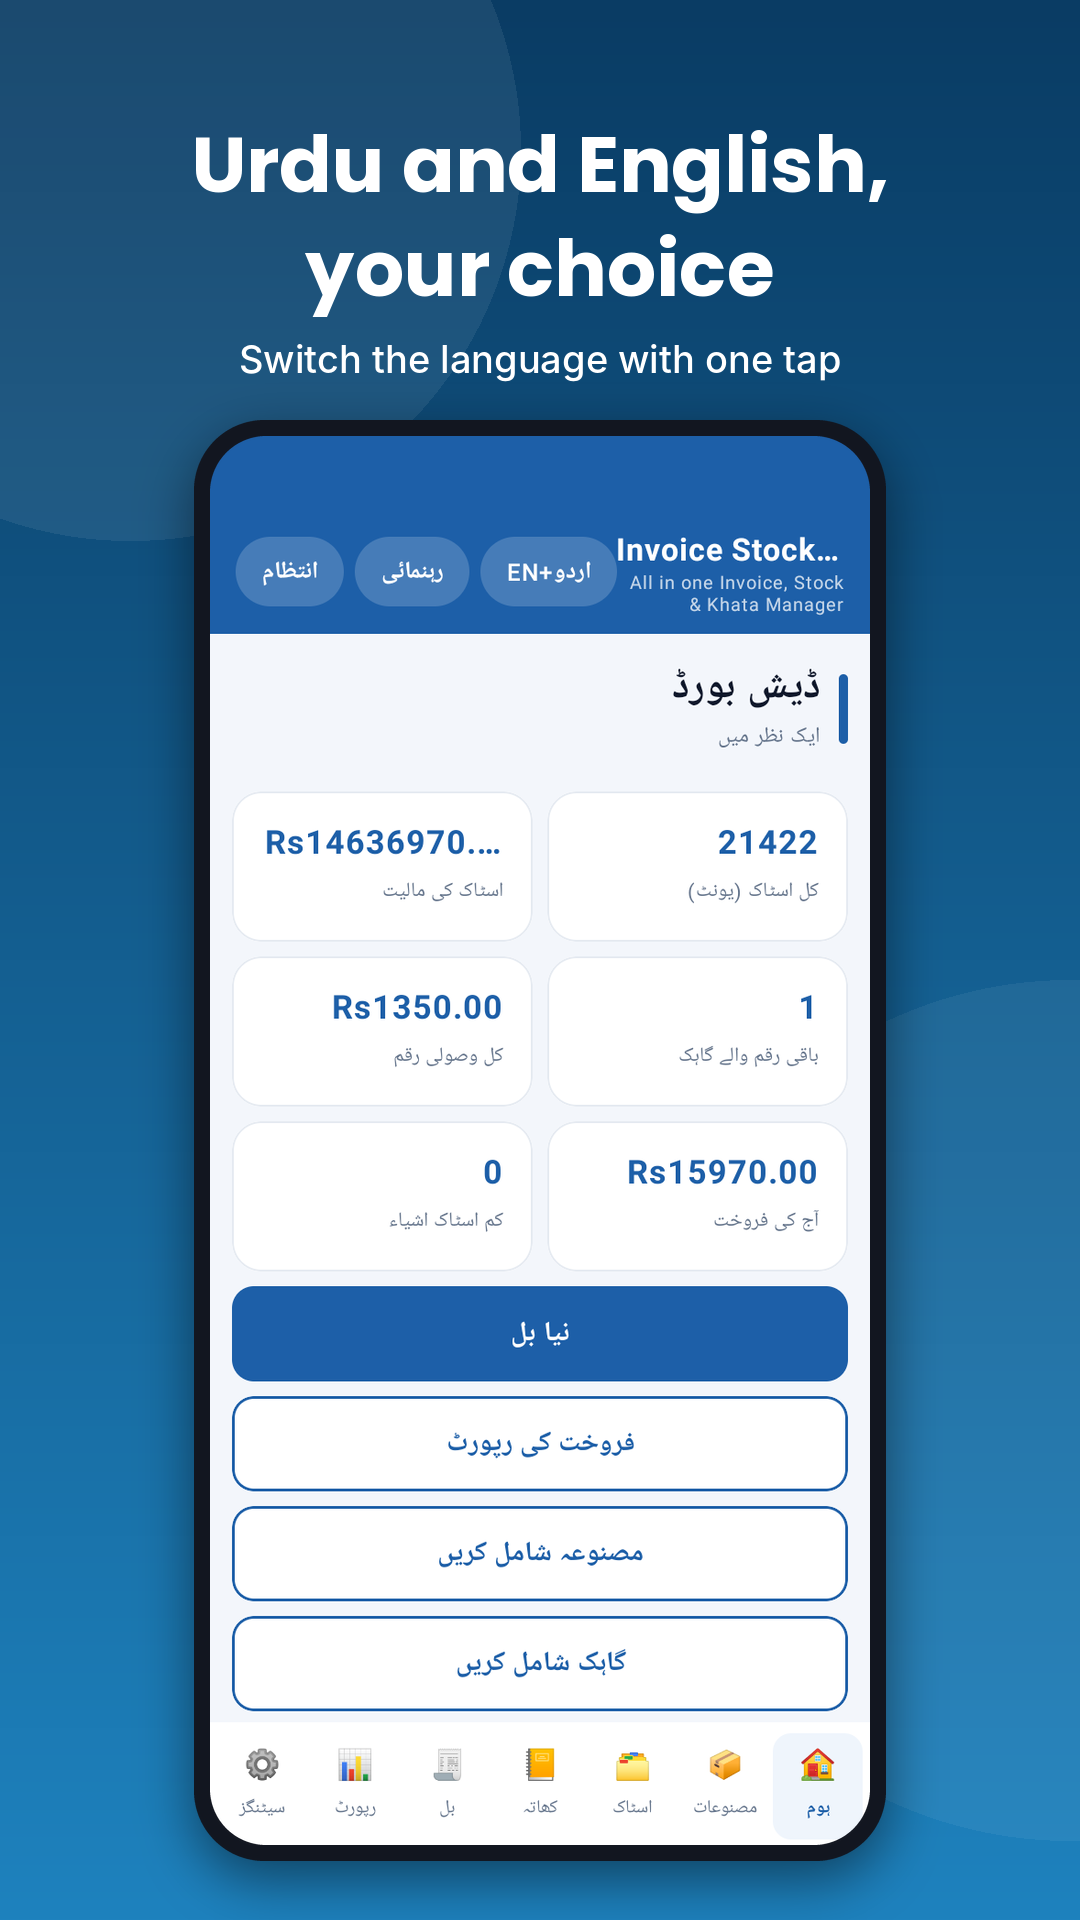 Urdu and English,
your choice
Switch the language with one tap
Invoice Stock...
All in one Invoice, Stock
& Khata Manager
اردو+EN
رہنمائی
انتظام
ڈیش بورڈ
ایک نظر میں
21422
کل اسٹاک (یونٹ)
Rs14636970....
اسٹاک کی مالیت
1
باقی رقم والے گاہک
Rs1350.00
کل وصولی رقم
Rs15970.00
آج کی فروخت
0
کم اسٹاک اشیاء
نیا بل
فروخت کی رپورٹ
مصنوعہ شامل کریں
گاہک شامل کریں
ہوم
مصنوعات
اسٹاک
کھاتہ
بل
رپورٹ
سیٹنگز